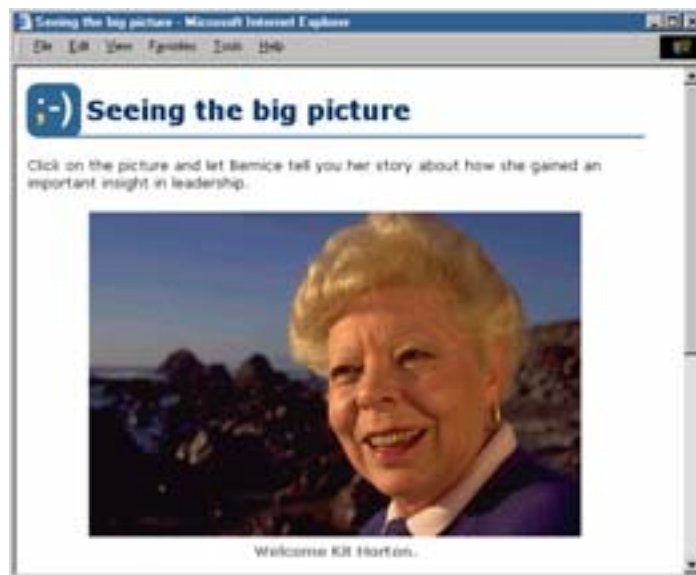 Seeing the big picture - Microsoft Internet Explorer
File Edit View Favorites Tools Help
;-) Seeing the big picture
Click on the picture and let Bernice tell you her story about how she gained an
important insight in leadership.
Welcome Kit Horton.